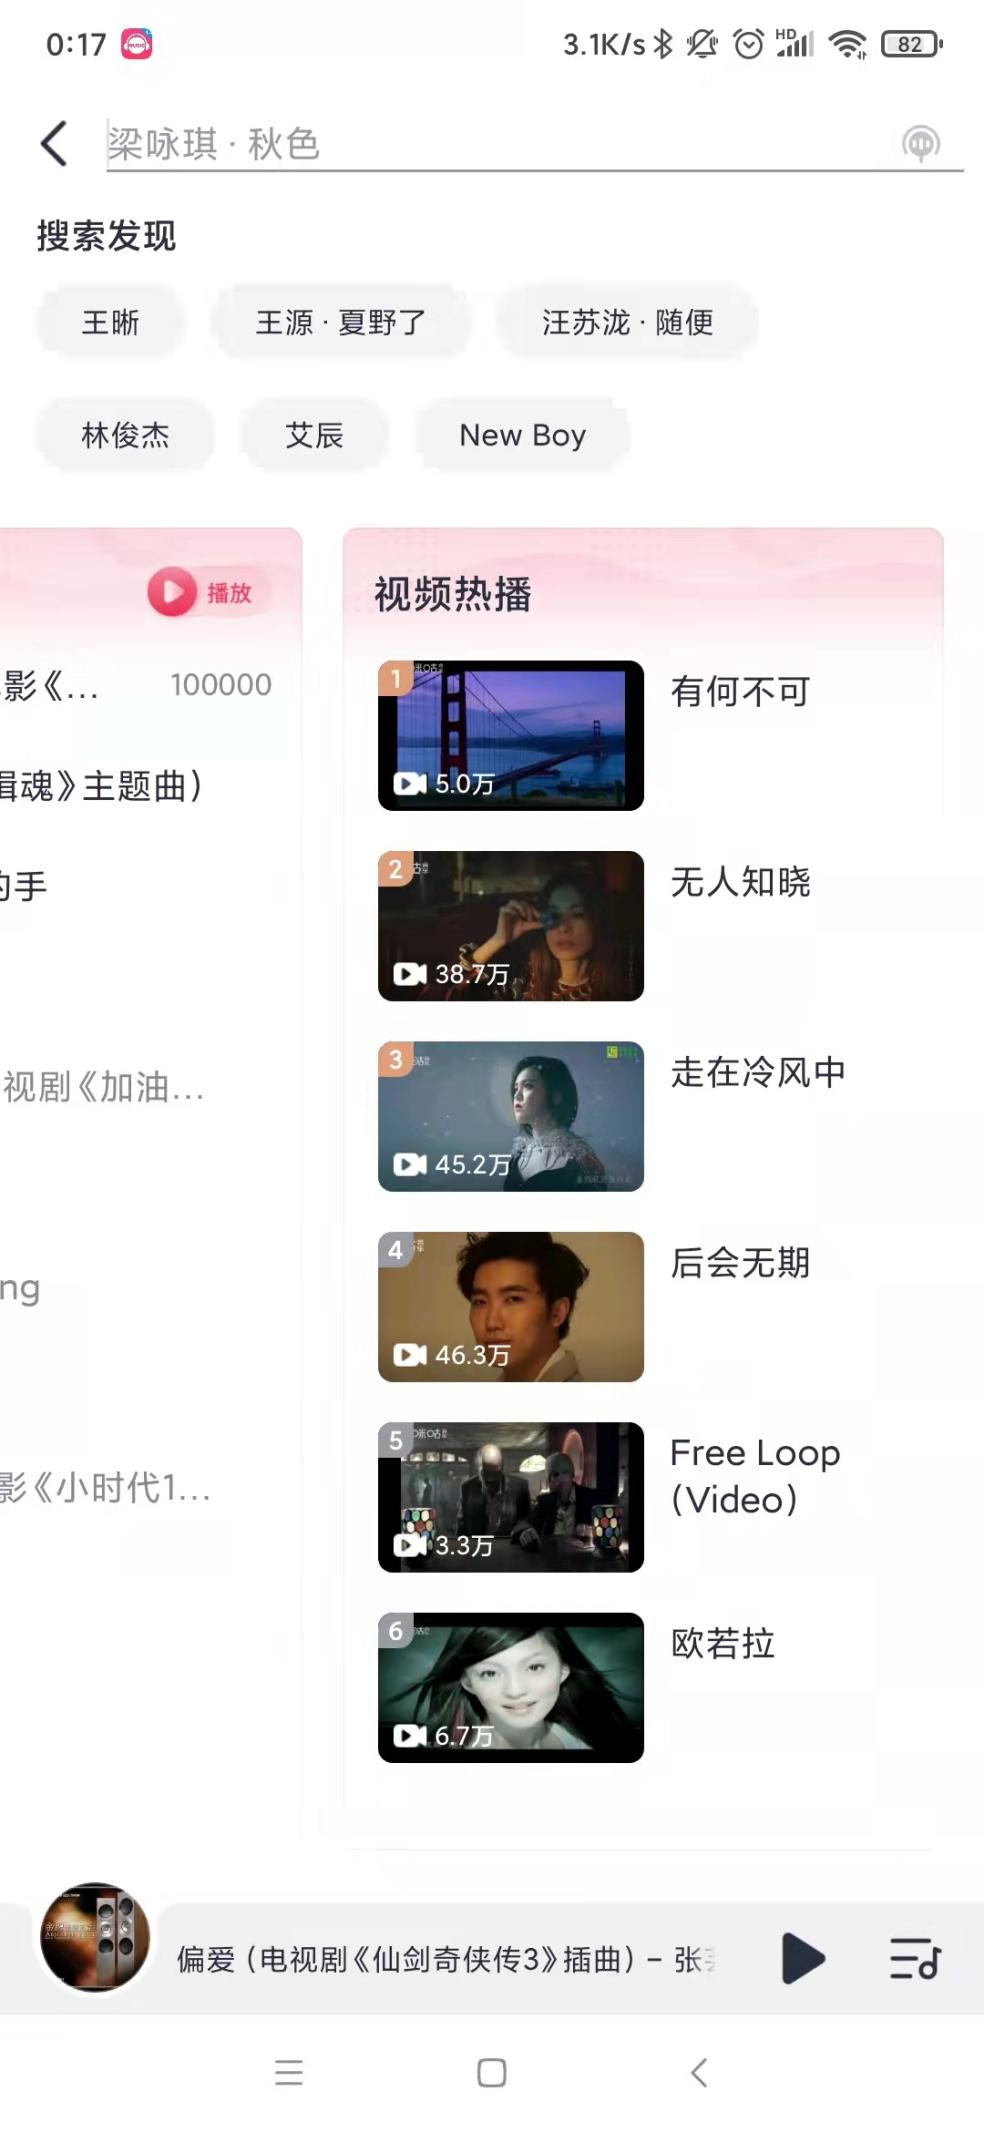 0:17
3.1K/s HD 82
梁咏琪 · 秋色
搜索发现
王晰 王源 · 夏野了 汪苏泷 · 随便
林俊杰 艾辰 New Boy
播放
影《... 100000
魂》主题曲)
手
视剧《加油...
ng
影《小时代1...
视频热播
1 有何不可
5.0万
2 无人知晓
38.7万
3 走在冷风中
45.2万
4 后会无期
46.3万
5 Free Loop
(Video)
3.3万
6 欧若拉
6.7万
偏爱 (电视剧《仙剑奇侠传3》插曲) – 张